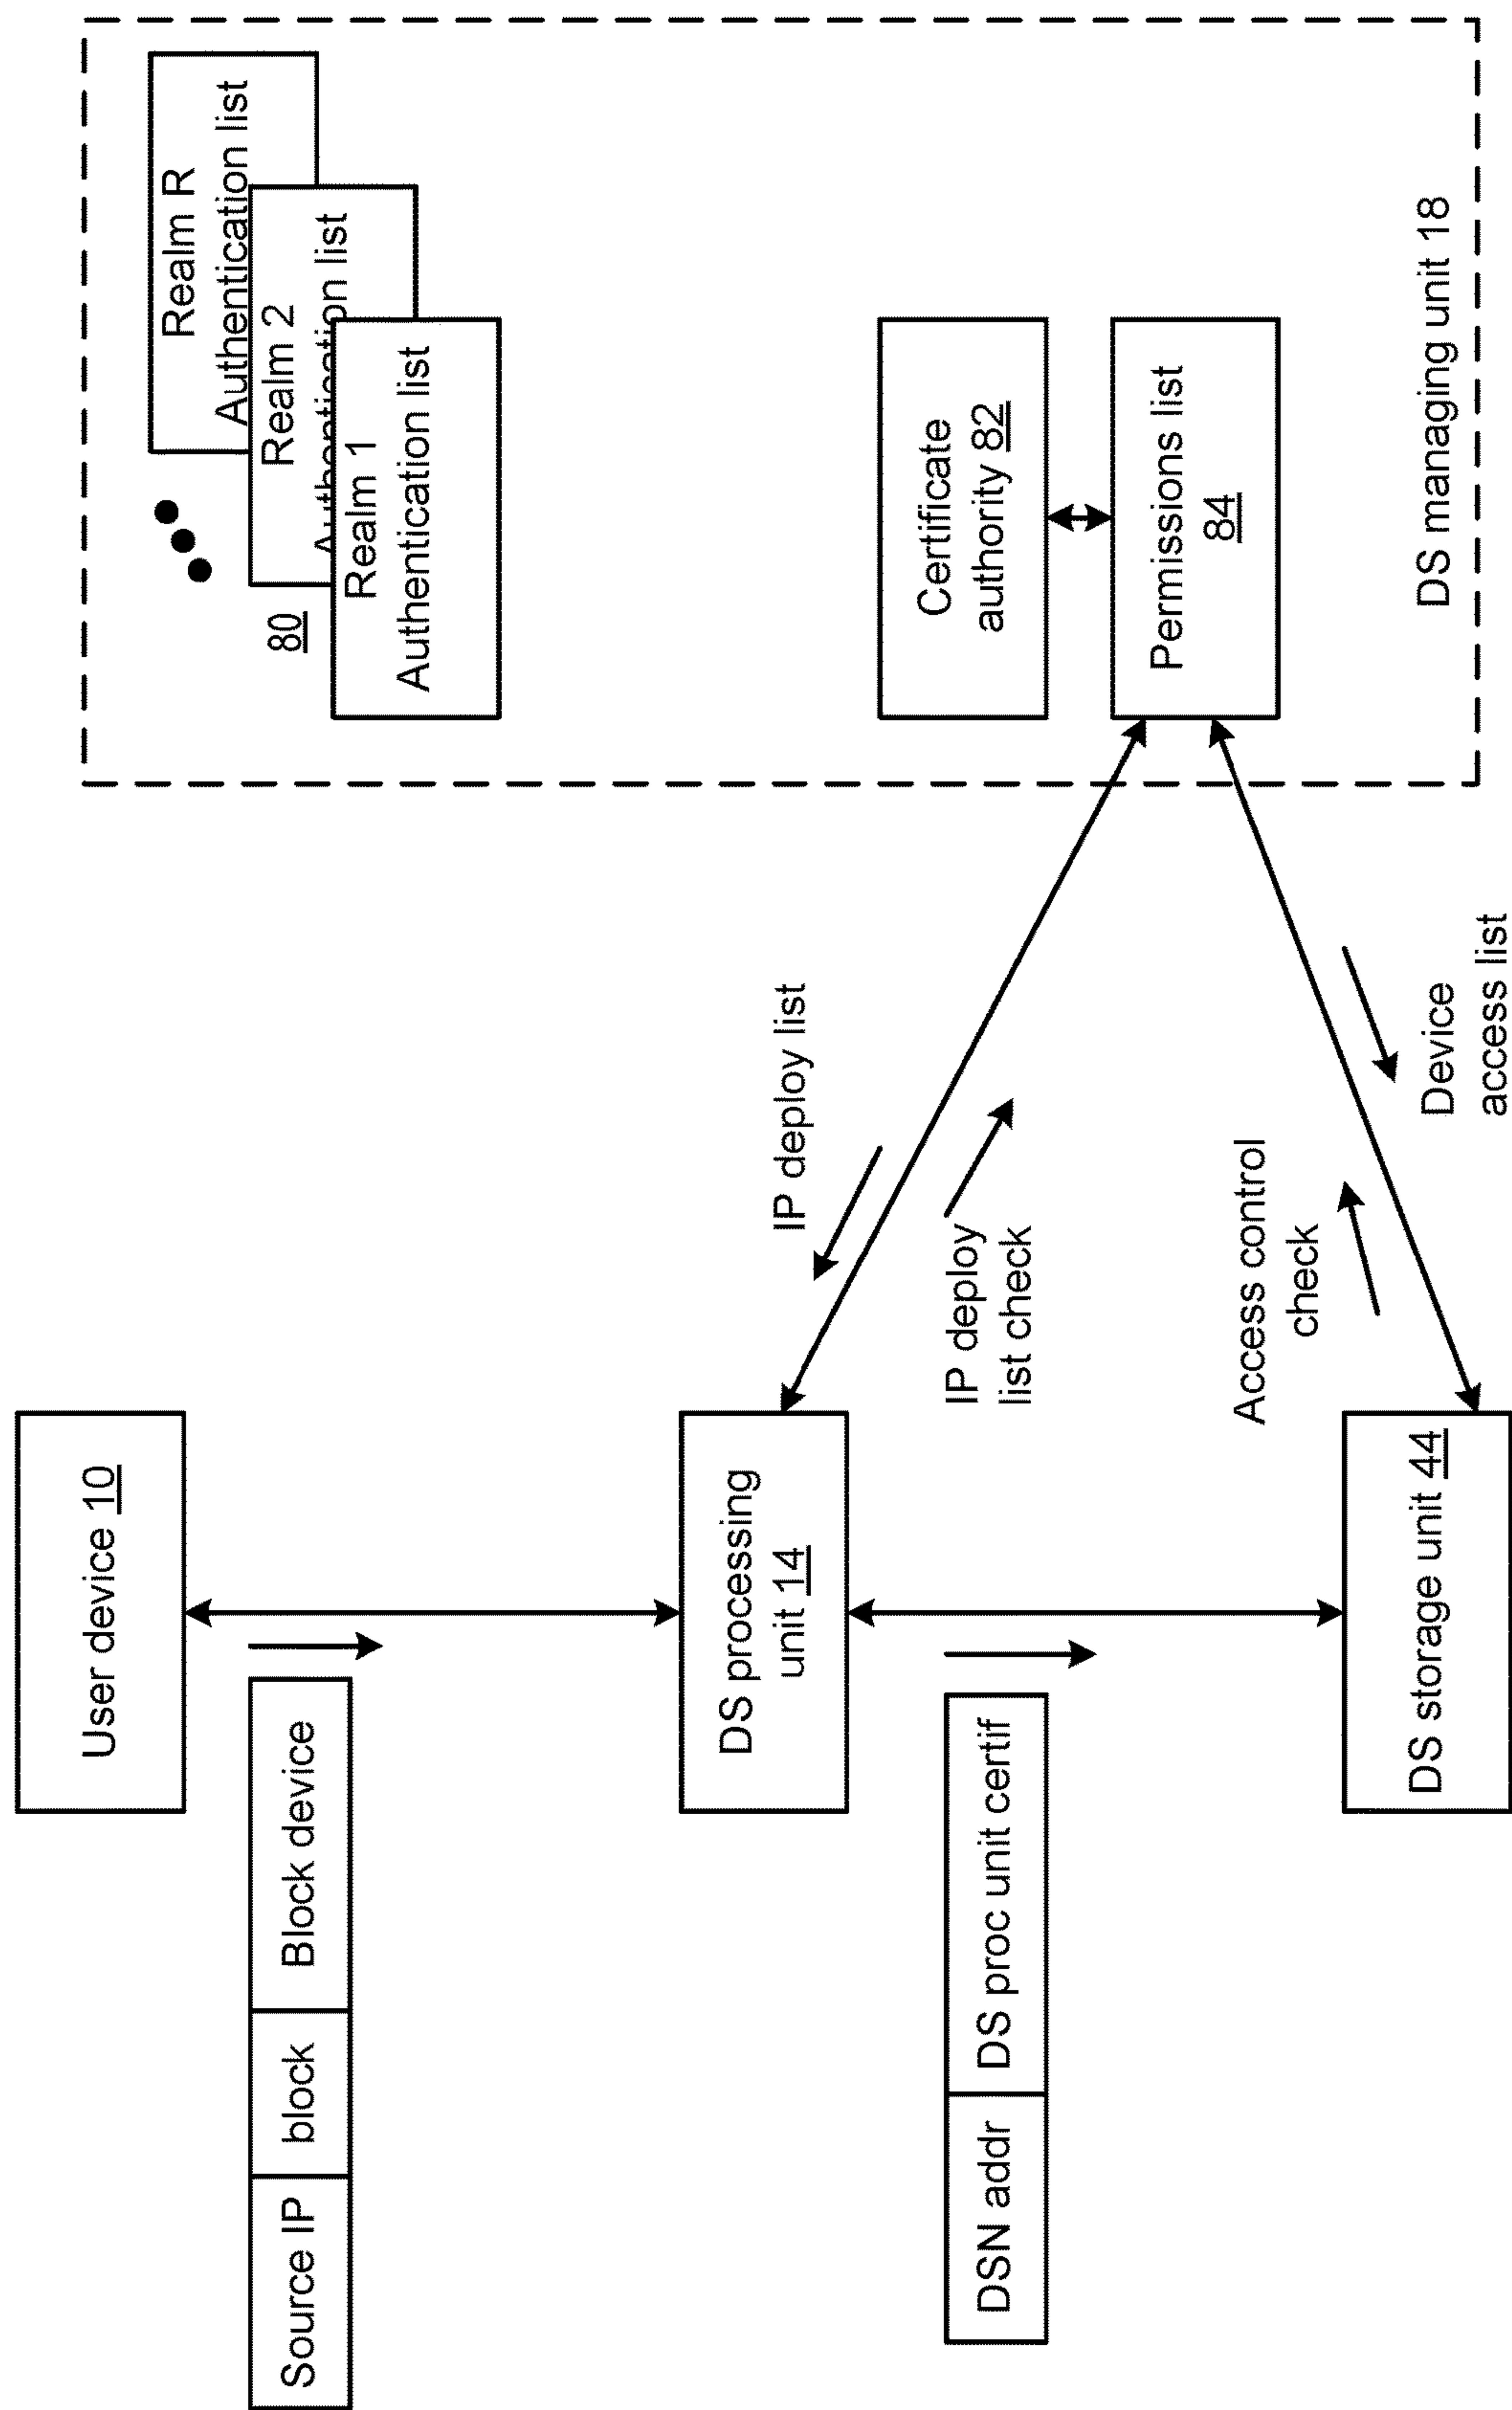 User device 10
Source IP
block
Block device
DS processing
unit 14
DSN addr
DS proc unit certif
DS storage unit 44
IP deploy list
IP deploy
list check
Access control
check
Device
access list
Realm R
Authentication list
Realm 2
Authentication list
Realm 1
Authentication list
80
Certificate
authority 82
Permissions list
84
DS managing unit 18